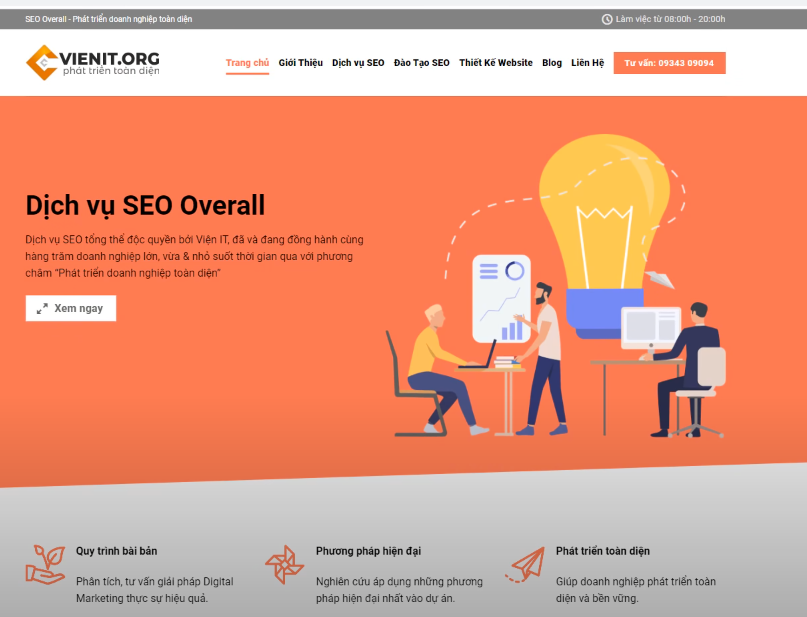 SEO Overall - Phát triển doanh nghiệp toàn diện
Làm việc từ 08:00h - 20:00h
VIENIT.ORG
phát triển toàn diện
Trang chủ Giới Thiệu Dịch vụ SEO Đào Tạo SEO Thiết Kế Website Blog Liên Hệ Tư vấn: 09343 09094
Dịch vụ SEO Overall
Dịch vụ SEO tổng thể độc quyền bởi Viện IT, đã và đang đồng hành cùng
hàng trăm doanh nghiệp lớn, vừa & nhỏ suốt thời gian qua với phương
châm “Phát triển doanh nghiệp toàn diện”
Xem ngay
Quy trình bài bản
Phân tích, tư vấn giải pháp Digital
Marketing thực sự hiệu quả.
Phương pháp hiện đại
Nghiên cứu áp dụng những phương
pháp hiện đại nhất vào dự án.
Phát triển toàn diện
Giúp doanh nghiệp phát triển toàn
diện và bền vững.